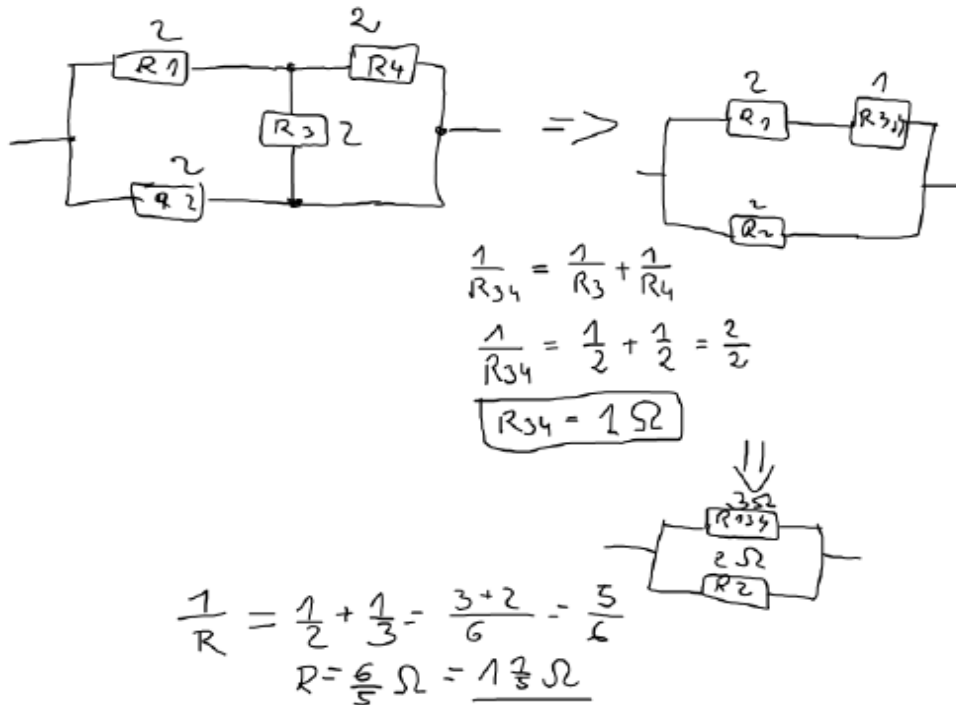 2 2
R1 R4
R3 2
2
R2
=>
2 1
R1 R34
2
R2
1/R34 = 1/R3 + 1/R4
1/R34 = 1/2 + 1/2 = 2/2
R34 = 1 Ω
3Ω
R134
2 Ω
R2
1/R = 1/2 + 1/3 = (3+2)/6 = 5/6
R = 6/5 Ω = 1 1/5 Ω